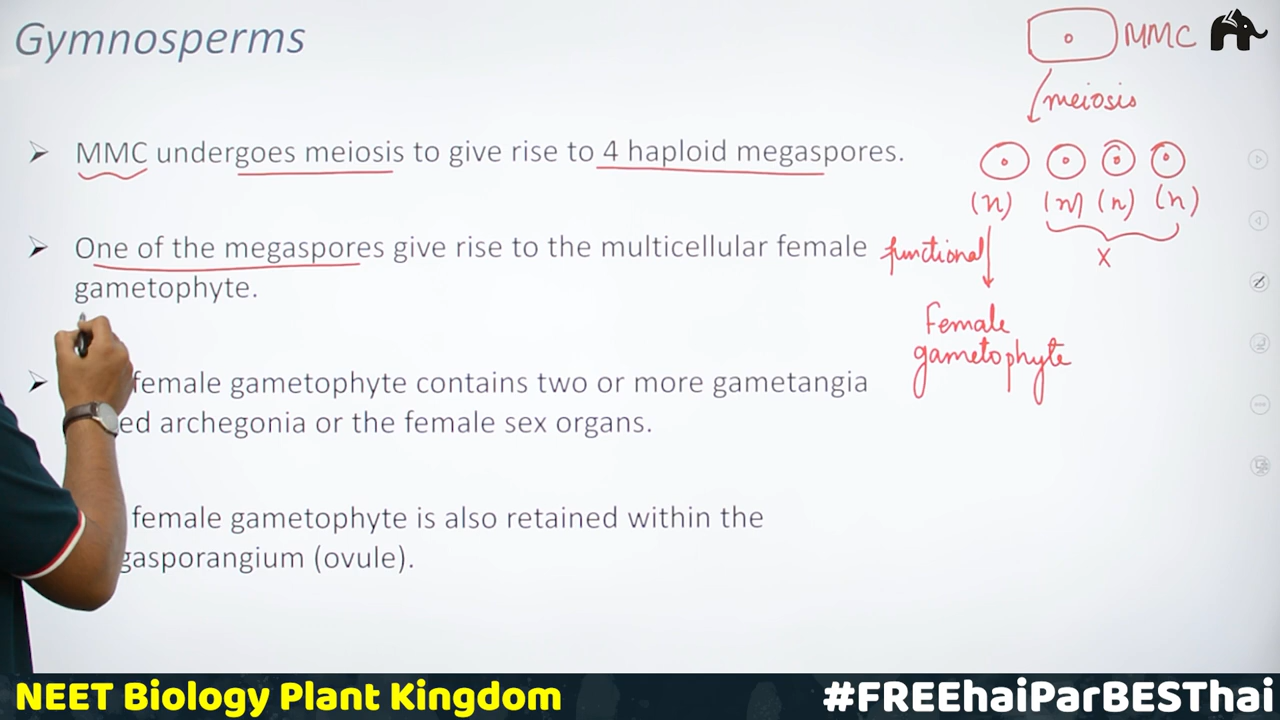 Gymnosperms
MMC
meiosis
MMC undergoes meiosis to give rise to 4 haploid megaspores.
(n) (n) (n) (n)
One of the megaspores give rise to the multicellular female
gametophyte.
functional
x
Female
gametophyte
female gametophyte contains two or more gametangia
ed archegonia or the female sex organs.
female gametophyte is also retained within the
gasporangium (ovule).
NEET Biology Plant Kingdom
#FREEhaiParBESThai